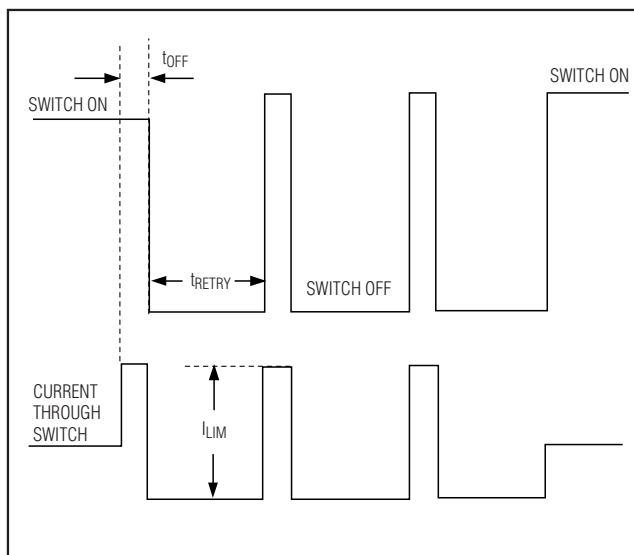 tOFF
SWITCH ON
SWITCH ON
tRETRY
SWITCH OFF
CURRENT
THROUGH
SWITCH
ILIM